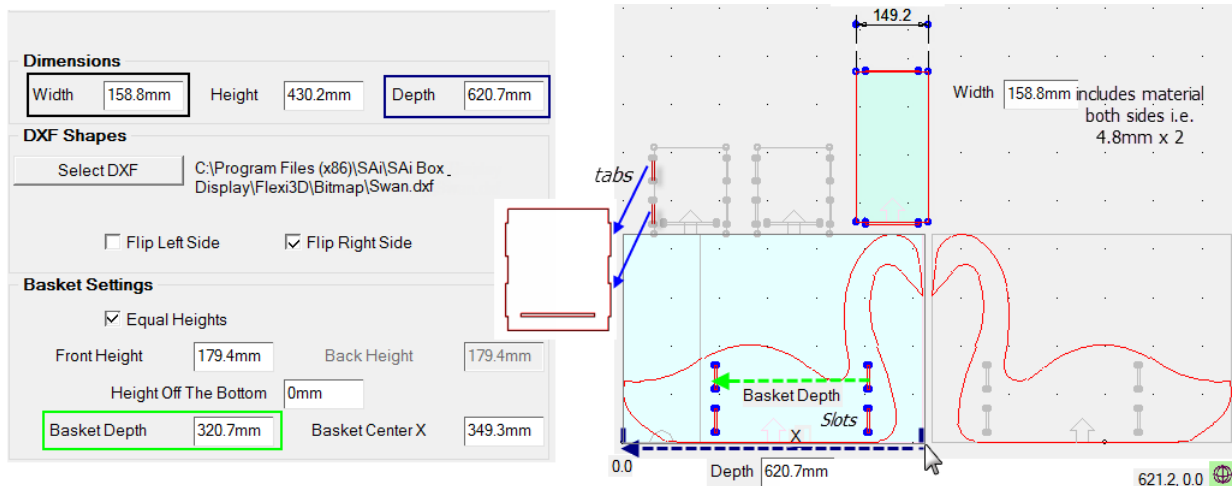 Dimensions
Width 158.8mm Height 430.2mm Depth 620.7mm
DXF Shapes
Select DXF C:\Program Files (x86)\SAi\SAi Box_
Display\Flexi3D\Bitmap\Swan.dxf
Flip Left Side Flip Right Side
Basket Settings
Equal Heights
Front Height 179.4mm Back Height 179.4mm
Height Off The Bottom 0mm
Basket Depth 320.7mm Basket Center X 349.3mm
149.2
Width 158.8mm includes material
both sides i.e.
4.8mm x 2
tabs
Basket Depth
Slots
X
0.0
Depth 620.7mm
621.2, 0.0